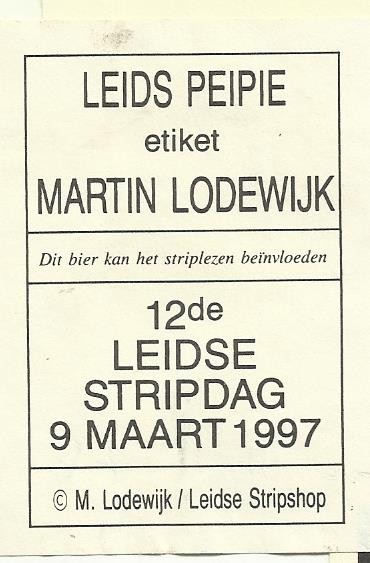 LEIDS PEIPIE
etiket
MARTIN LODEWIJK
Dit bier kan het striplezen beïnvloeden
12de
LEIDSE
STRIPDAG
9 MAART 1997
© M. Lodewijk / Leidse Stripshop